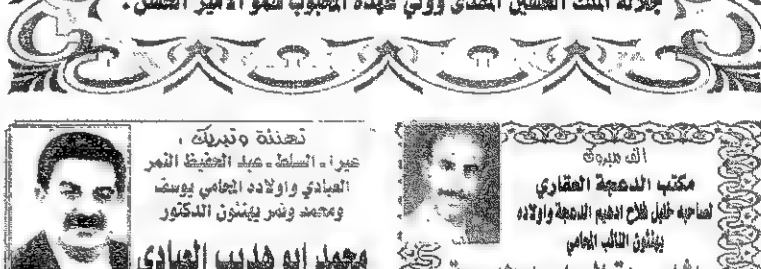 جلالة الملك الحسين المفدى وولي عهده المحبوب سمو الأمير الحسن .
ألف مبروك
مكتب الدعجة العقاري
لصاحبه خليل فلاح ادهيم الدعجة واولاده
يهنئون النائب المحامي
تهنئة وتبريك
عيرا - السلط - عبد الحفيظ النمر
العبادي واولاده المحامي يوسف
ومحمد ونمر يهنئون الدكتور
محمد ابو هديب العبادي